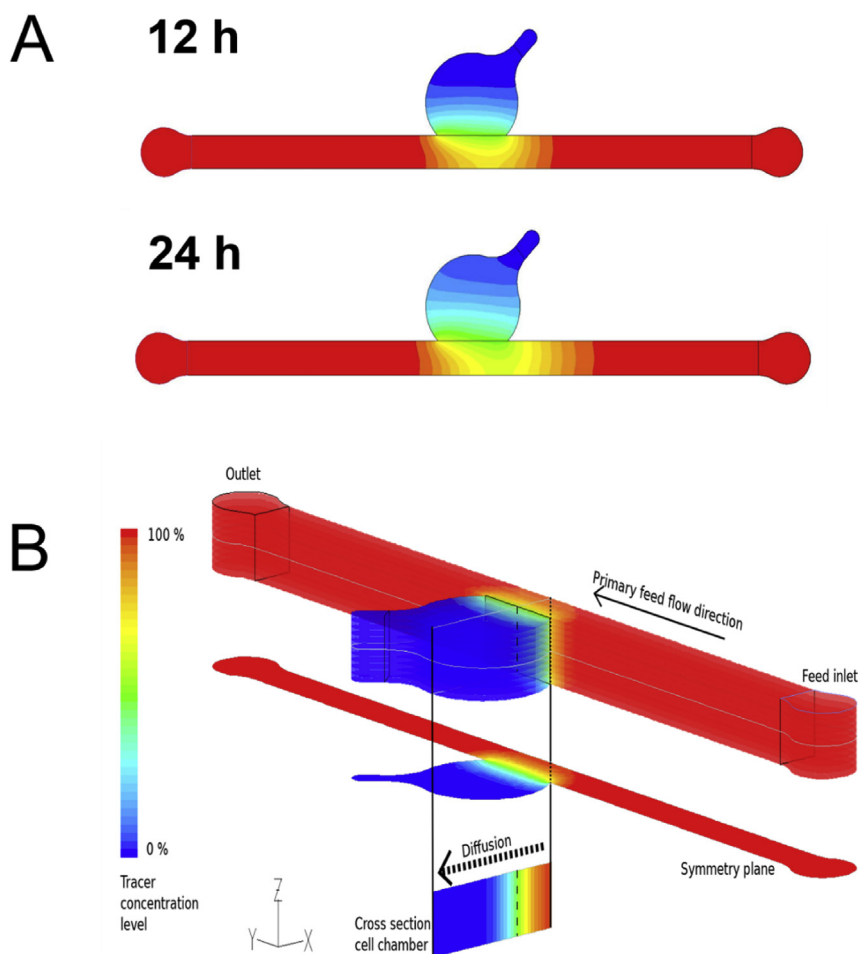 A
12 h
24 h
B
Outlet
100 %
Primary feed flow direction
Feed inlet
0 %
Diffusion
Symmetry plane
Tracer
concentration
level
Z
Y
X
Cross section
cell chamber